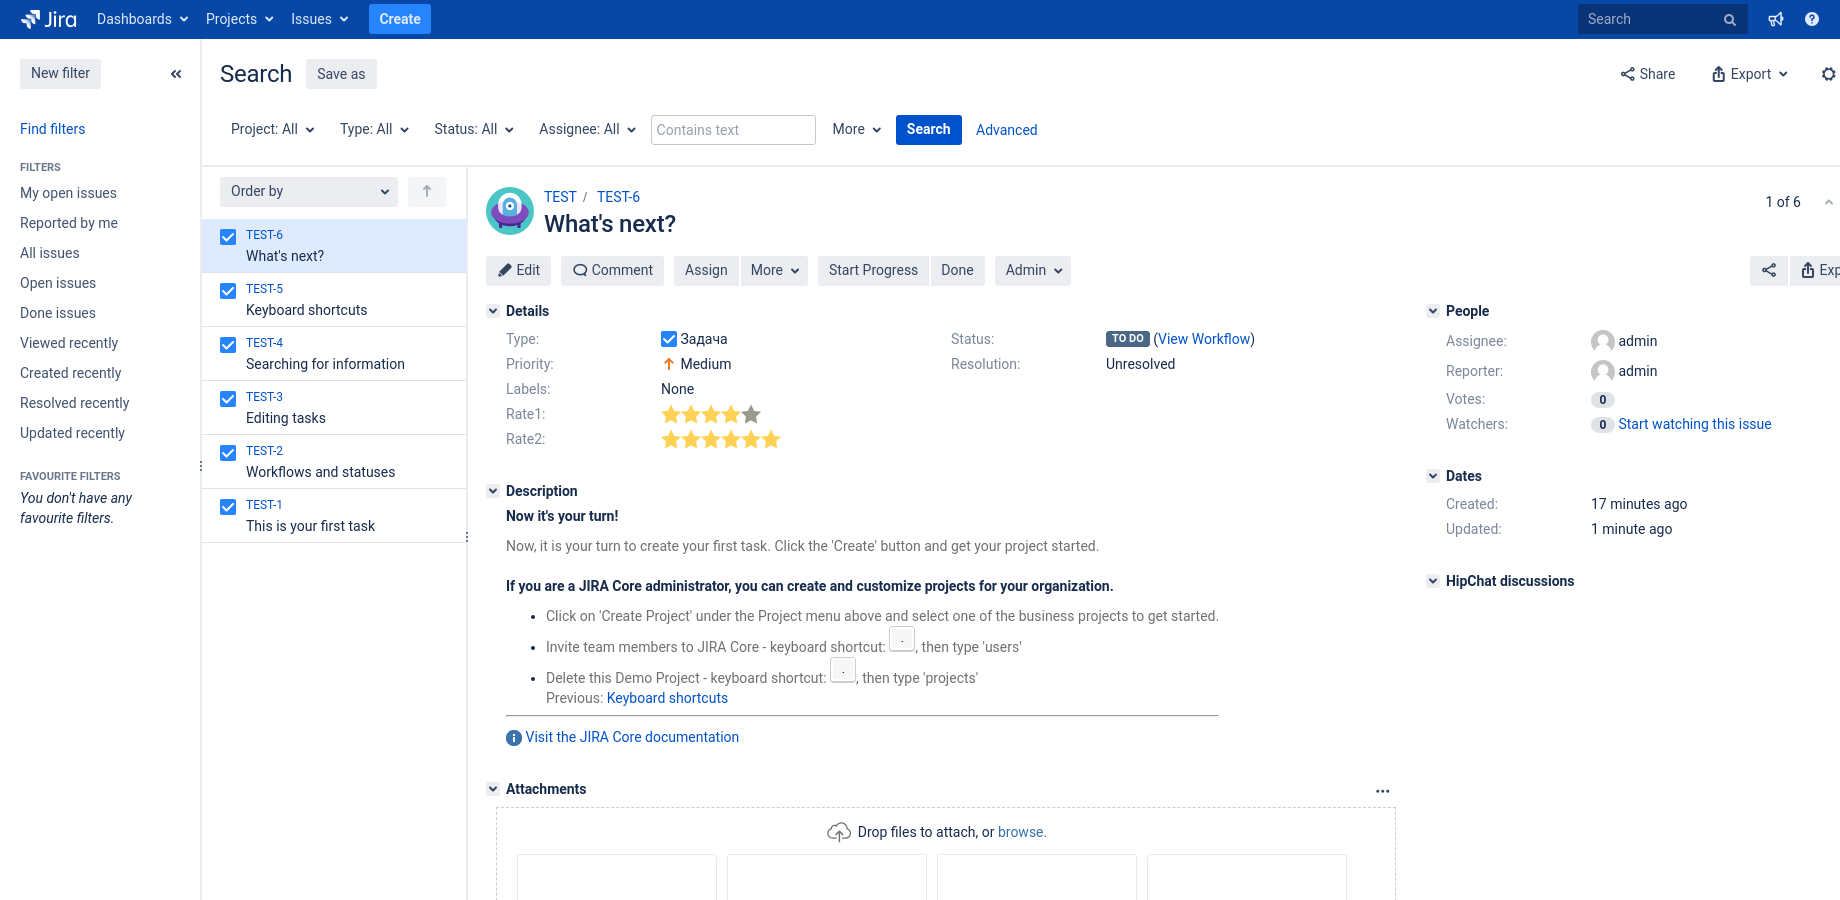 Jira Dashboards Projects Issues Create Search
New filter
Find filters
FILTERS
My open issues
Reported by me
All issues
Open issues
Done issues
Viewed recently
Created recently
Resolved recently
Updated recently
FAVOURITE FILTERS
You don't have any
favourite filters.
Search Save as Share Export
Project: All Type: All Status: All Assignee: All Contains text More Search Advanced
Order by
TEST-6
What's next?
TEST-5
Keyboard shortcuts
TEST-4
Searching for information
TEST-3
Editing tasks
TEST-2
Workflows and statuses
TEST-1
This is your first task
TEST / TEST-6
What's next?
1 of 6
Edit Comment Assign More Start Progress Done Admin Exp
Details
Type: Задача
Priority: Medium
Labels: None
Rate1:
Rate2:
Status: TO DO (View Workflow)
Resolution: Unresolved
Description
Now it's your turn!
Now, it is your turn to create your first task. Click the 'Create' button and get your project started.
If you are a JIRA Core administrator, you can create and customize projects for your organization.
• Click on 'Create Project' under the Project menu above and select one of the business projects to get started.
• Invite team members to JIRA Core - keyboard shortcut: . , then type 'users'
• Delete this Demo Project - keyboard shortcut: . , then type 'projects'
Previous: Keyboard shortcuts
Visit the JIRA Core documentation
Attachments
Drop files to attach, or browse.
People
Assignee: admin
Reporter: admin
Votes: 0
Watchers: 0 Start watching this issue
Dates
Created: 17 minutes ago
Updated: 1 minute ago
HipChat discussions